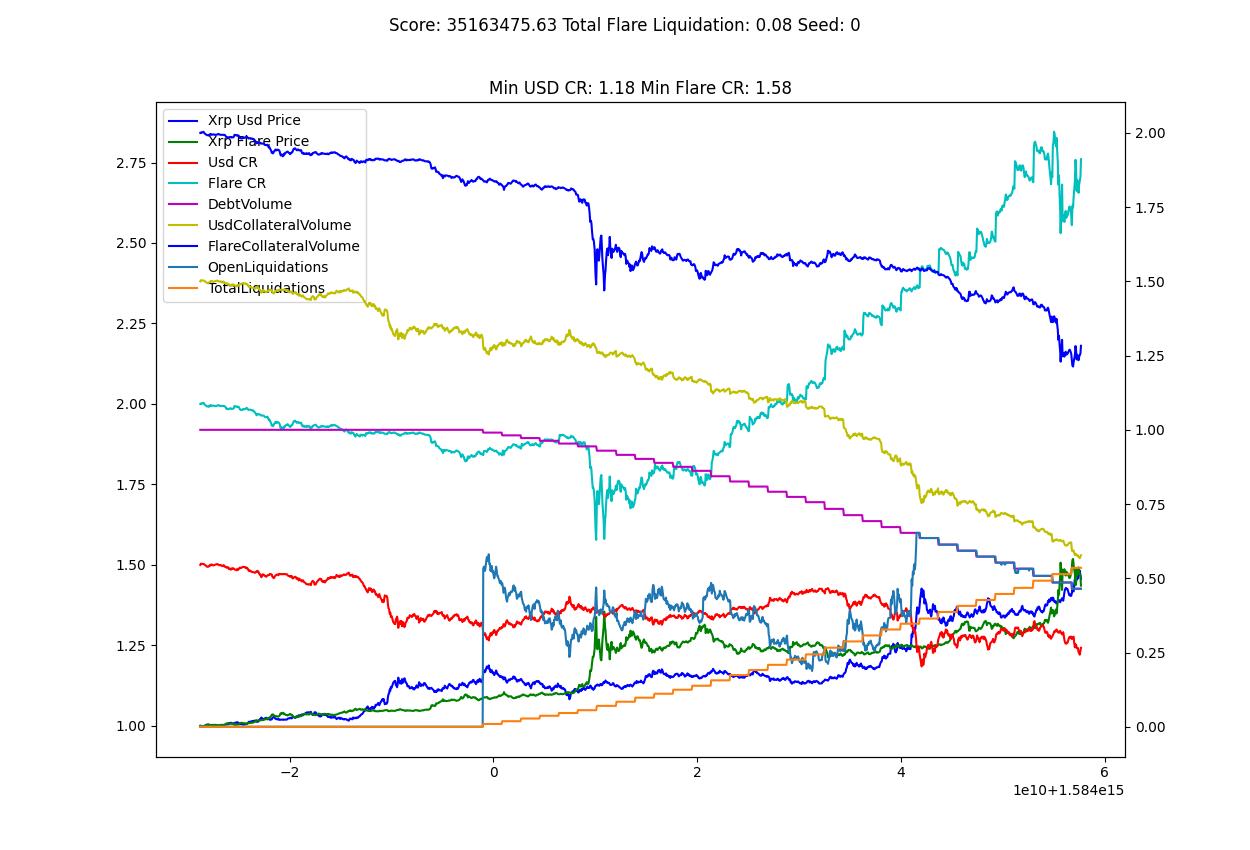 Score: 35163475.63 Total Flare Liquidation: 0.08 Seed: 0
Min USD CR: 1.18 Min Flare CR: 1.58
Xrp Usd Price
Xrp Flare Price
Usd CR
Flare CR
DebtVolume
UsdCollateralVolume
FlareCollateralVolume
OpenLiquidations
TotalLiquidations
2.75
2.50
2.25
2.00
1.75
1.50
1.25
1.00
2.00
1.75
1.50
1.25
1.00
0.75
0.50
0.25
0.00
−2 0 2 4 6
1e10+1.584e15